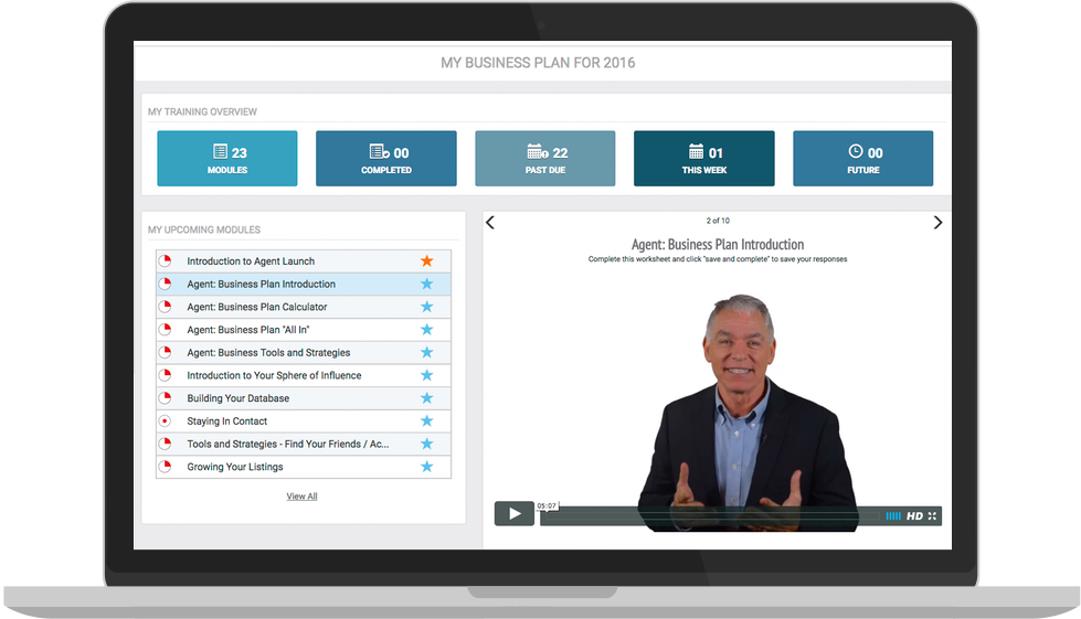 MY BUSINESS PLAN FOR 2016
MY TRAINING OVERVIEW
23
MODULES
00
COMPLETED
22
PAST DUE
01
THIS WEEK
00
FUTURE
MY UPCOMING MODULES
Introduction to Agent Launch
Agent: Business Plan Introduction
Agent: Business Plan Calculator
Agent: Business Plan "All In"
Agent: Business Tools and Strategies
Introduction to Your Sphere of Influence
Building Your Database
Staying In Contact
Tools and Strategies - Find Your Friends / Ac...
Growing Your Listings
View All
2 of 10
Agent: Business Plan Introduction
Complete this worksheet and click "save and complete" to save your responses
05:07
HD